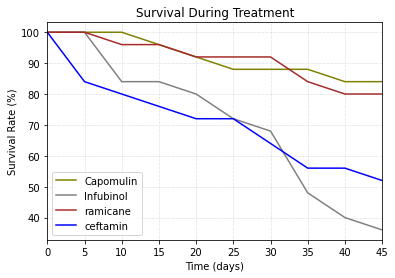 Survival During Treatment
Survival Rate (%)
100
90
80
70
60
50
40
Capomulin
Infubinol
ramicane
ceftamin
0 5 10 15 20 25 30 35 40 45
Time (days)